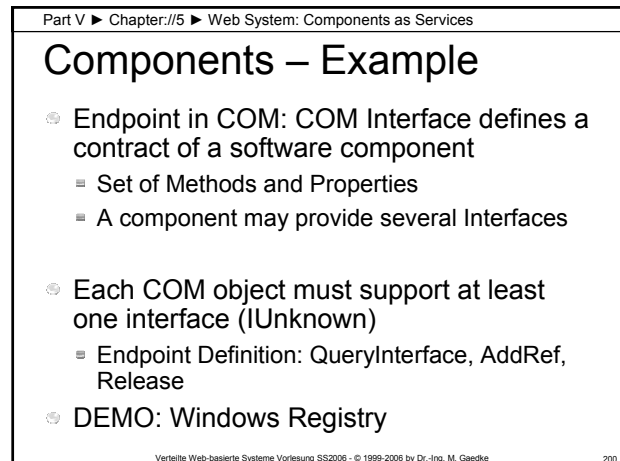 Part V ► Chapter://5 ► Web System: Components as Services
Components – Example
Endpoint in COM: COM Interface defines a
contract of a software component
Set of Methods and Properties
A component may provide several Interfaces
Each COM object must support at least
one interface (IUnknown)
Endpoint Definition: QueryInterface, AddRef,
Release
DEMO: Windows Registry
Verteilte Web-basierte Systeme Vorlesung SS2006 - © 1999-2006 by Dr.-Ing. M. Gaedke 200